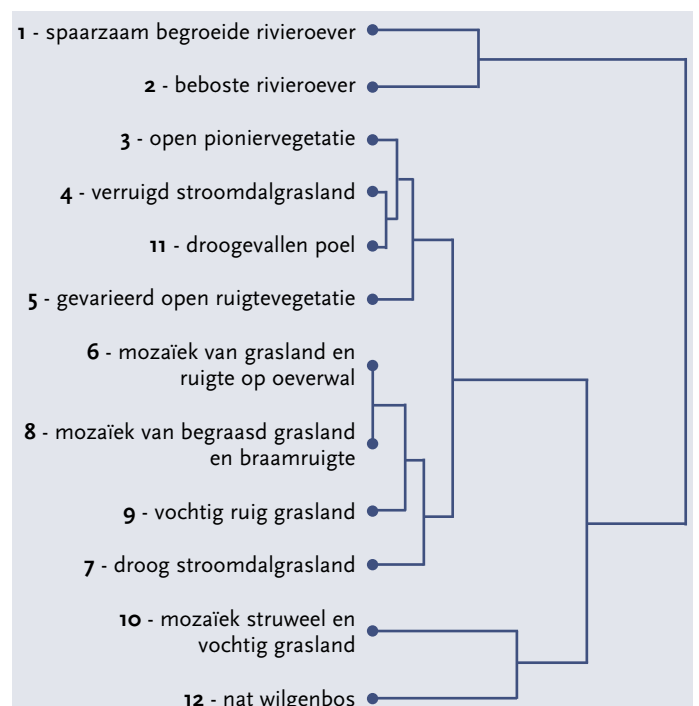 1 - spaarzaam begroeide rivieroever
2 - beboste rivieroever
3 - open pioniervegetatie
4 - verruigd stroomdalgrasland
11 - droogevallen poel
5 - gevarieerd open ruigtevegetatie
6 - mozaïek van grasland en
ruigte op oeverwal
8 - mozaïek van begraasd grasland
en braamruigte
9 - vochtig ruig grasland
7 - droog stroomdalgrasland
10 - mozaïek struweel en
vochtig grasland
12 - nat wilgenbos